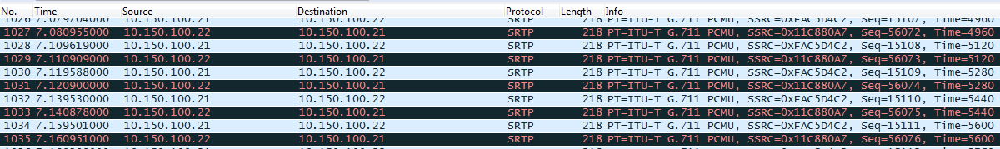 No. Time Source Destination Protocol Length Info
1026 7.079704000 10.150.100.21 10.150.100.22 SRTP 218 PT=ITU-T G.711 PCMU, SSRC=0xFAC5D4C2, Seq=15107, Time=4960
1027 7.080955000 10.150.100.22 10.150.100.21 SRTP 218 PT=ITU-T G.711 PCMU, SSRC=0x11C880A7, Seq=56072, Time=4960
1028 7.109619000 10.150.100.21 10.150.100.22 SRTP 218 PT=ITU-T G.711 PCMU, SSRC=0xFAC5D4C2, Seq=15108, Time=5120
1029 7.110909000 10.150.100.22 10.150.100.21 SRTP 218 PT=ITU-T G.711 PCMU, SSRC=0x11C880A7, Seq=56073, Time=5120
1030 7.119588000 10.150.100.21 10.150.100.22 SRTP 218 PT=ITU-T G.711 PCMU, SSRC=0xFAC5D4C2, Seq=15109, Time=5280
1031 7.120900000 10.150.100.22 10.150.100.21 SRTP 218 PT=ITU-T G.711 PCMU, SSRC=0x11C880A7, Seq=56074, Time=5280
1032 7.139530000 10.150.100.21 10.150.100.22 SRTP 218 PT=ITU-T G.711 PCMU, SSRC=0xFAC5D4C2, Seq=15110, Time=5440
1033 7.140878000 10.150.100.22 10.150.100.21 SRTP 218 PT=ITU-T G.711 PCMU, SSRC=0x11C880A7, Seq=56075, Time=5440
1034 7.159501000 10.150.100.21 10.150.100.22 SRTP 218 PT=ITU-T G.711 PCMU, SSRC=0xFAC5D4C2, Seq=15111, Time=5600
1035 7.160951000 10.150.100.22 10.150.100.21 SRTP 218 PT=ITU-T G.711 PCMU, SSRC=0x11C880A7, Seq=56076, Time=5600